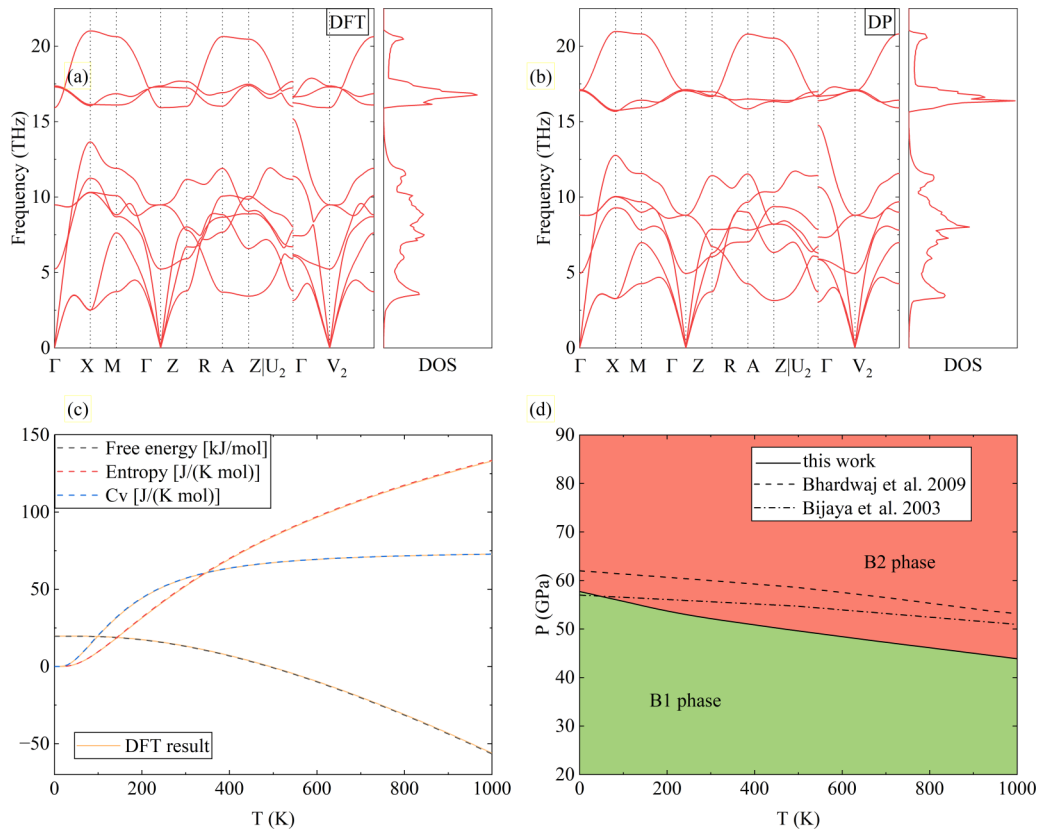 DFT
(a)
20
15
10
5
0
Frequency (THz)
Γ X M Γ Z R A Z|U2 Γ V2
DOS
DP
(b)
20
15
10
5
0
Frequency (THz)
Γ X M Γ Z R A Z|U2 Γ V2
DOS
(c)
150
100
50
0
−50
Free energy [kJ/mol]
Entropy [J/(K mol)]
Cv [J/(K mol)]
DFT result
0 200 400 600 800 1000
T (K)
(d)
90
80
70
60
50
40
30
20
P (GPa)
this work
Bhardwaj et al. 2009
Bijaya et al. 2003
B2 phase
B1 phase
0 200 400 600 800 1000
T (K)